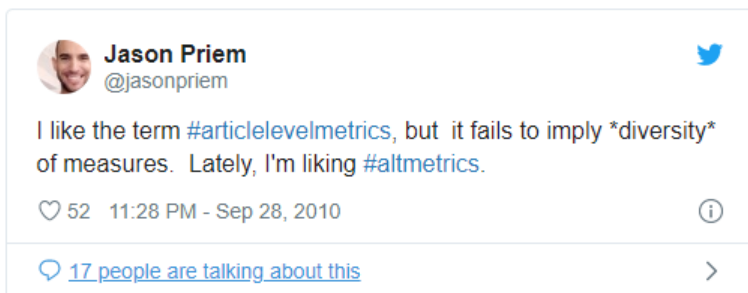 Jason Priem
@jasonpriem
I like the term #articlelevelmetrics, but  it fails to imply *diversity*
of measures.  Lately, I'm liking #altmetrics.
52   11:28 PM - Sep 28, 2010
17 people are talking about this